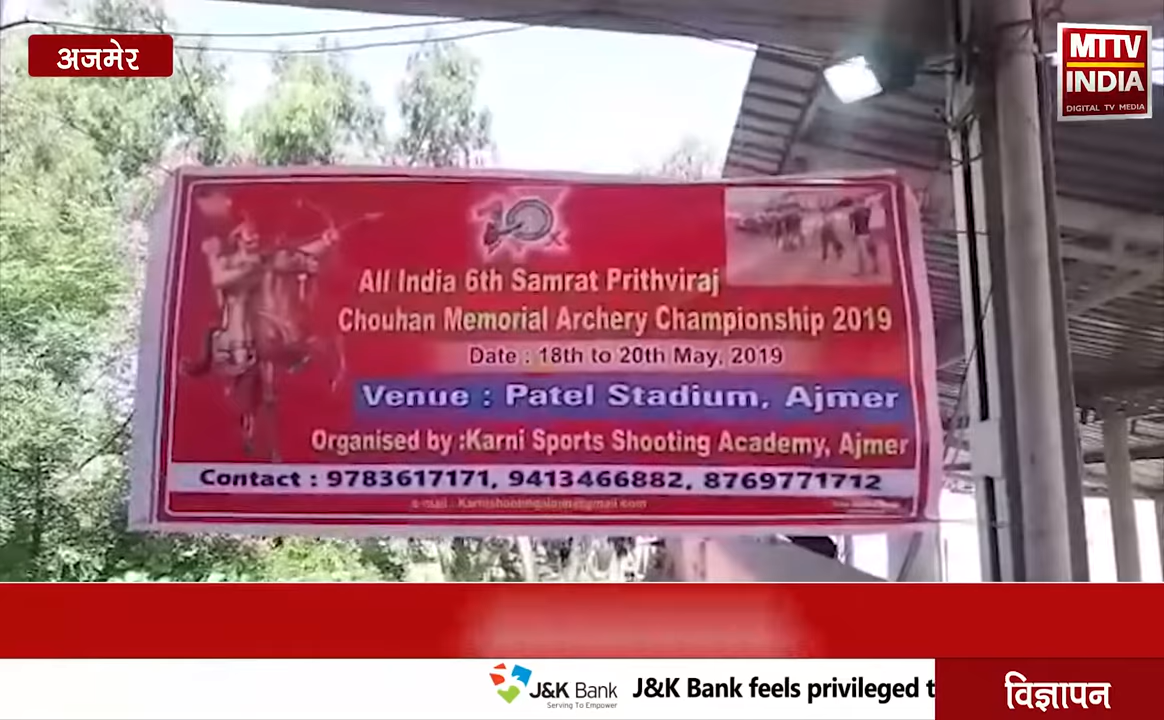 अजमेर
MTTV
INDIA
DIGITAL TV MEDIA
10x
All India 6th Samrat Prithviraj
Chouhan Memorial Archery Championship 2019
Date : 18th to 20th May, 2019
Venue : Patel Stadium, Ajmer
Organised by :Karni Sports Shooting Academy, Ajmer
Contact : 9783617171, 9413466882, 8769771712
e-mail :
J&K Bank
Serving To Empower
J&K Bank feels privileged t
विज्ञापन